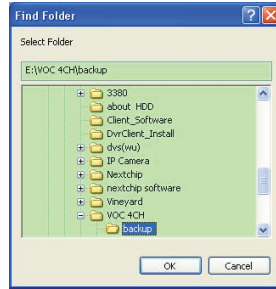 Find Folder
Select Folder
E:\VOC 4CH\backup
3380
about HDD
Client_Software
DvrClient_Install
dvs(wu)
IP Camera
Nextchip
nextchip software
Vineyard
VOC 4CH
backup
OK Cancel